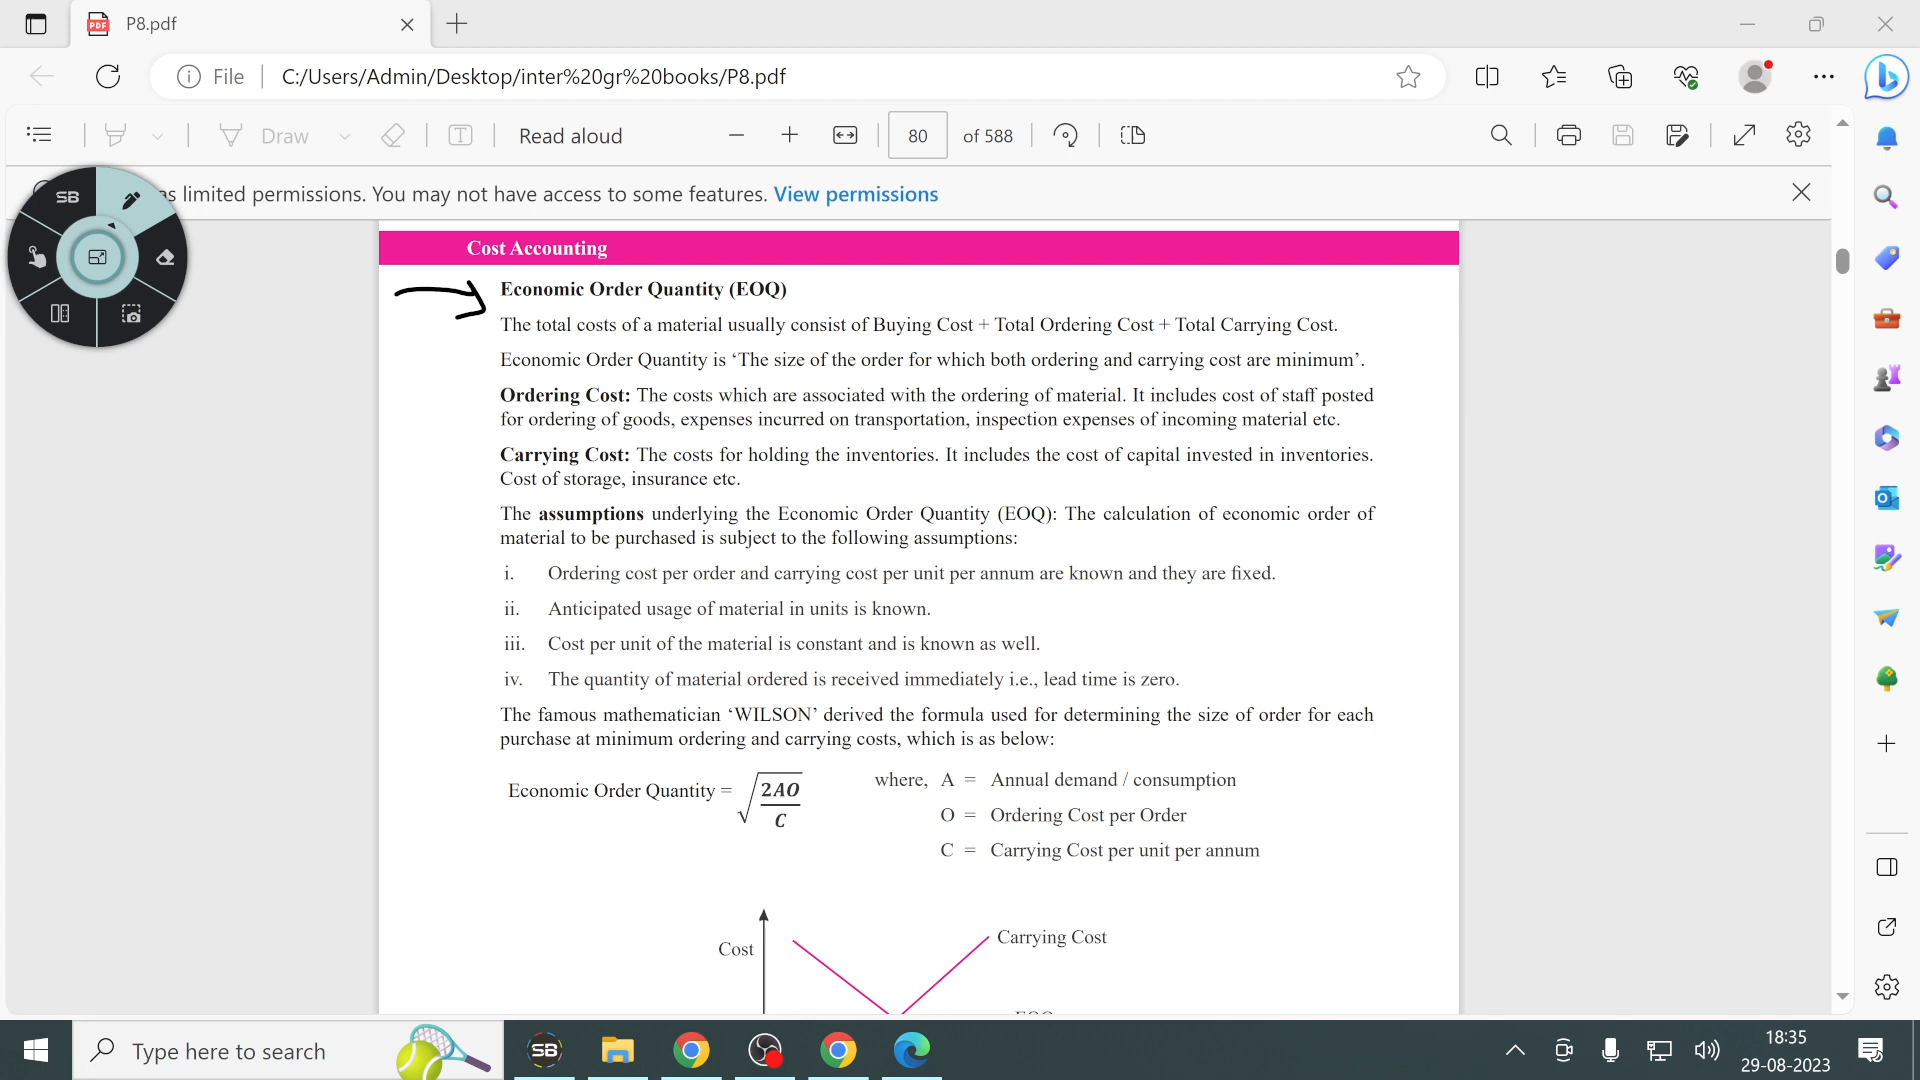 P8.pdf
File
C:/Users/Admin/Desktop/inter%20gr%20books/P8.pdf
Draw
Read aloud
80
of 588
as limited permissions. You may not have access to some features. View permissions
SB
Cost Accounting
Economic Order Quantity (EOQ)
The total costs of a material usually consist of Buying Cost + Total Ordering Cost + Total Carrying Cost.
Economic Order Quantity is ‘The size of the order for which both ordering and carrying cost are minimum’.
Ordering Cost: The costs which are associated with the ordering of material. It includes cost of staff posted
for ordering of goods, expenses incurred on transportation, inspection expenses of incoming material etc.
Carrying Cost: The costs for holding the inventories. It includes the cost of capital invested in inventories.
Cost of storage, insurance etc.
The assumptions underlying the Economic Order Quantity (EOQ): The calculation of economic order of
material to be purchased is subject to the following assumptions:
i. Ordering cost per order and carrying cost per unit per annum are known and they are fixed.
ii. Anticipated usage of material in units is known.
iii. Cost per unit of the material is constant and is known as well.
iv. The quantity of material ordered is received immediately i.e., lead time is zero.
The famous mathematician ‘WILSON’ derived the formula used for determining the size of order for each
purchase at minimum ordering and carrying costs, which is as below:
Economic Order Quantity = √(2AO/C)
where, A = Annual demand / consumption
O = Ordering Cost per Order
C = Carrying Cost per unit per annum
Cost
Carrying Cost
Type here to search
SB
18:35
29-08-2023